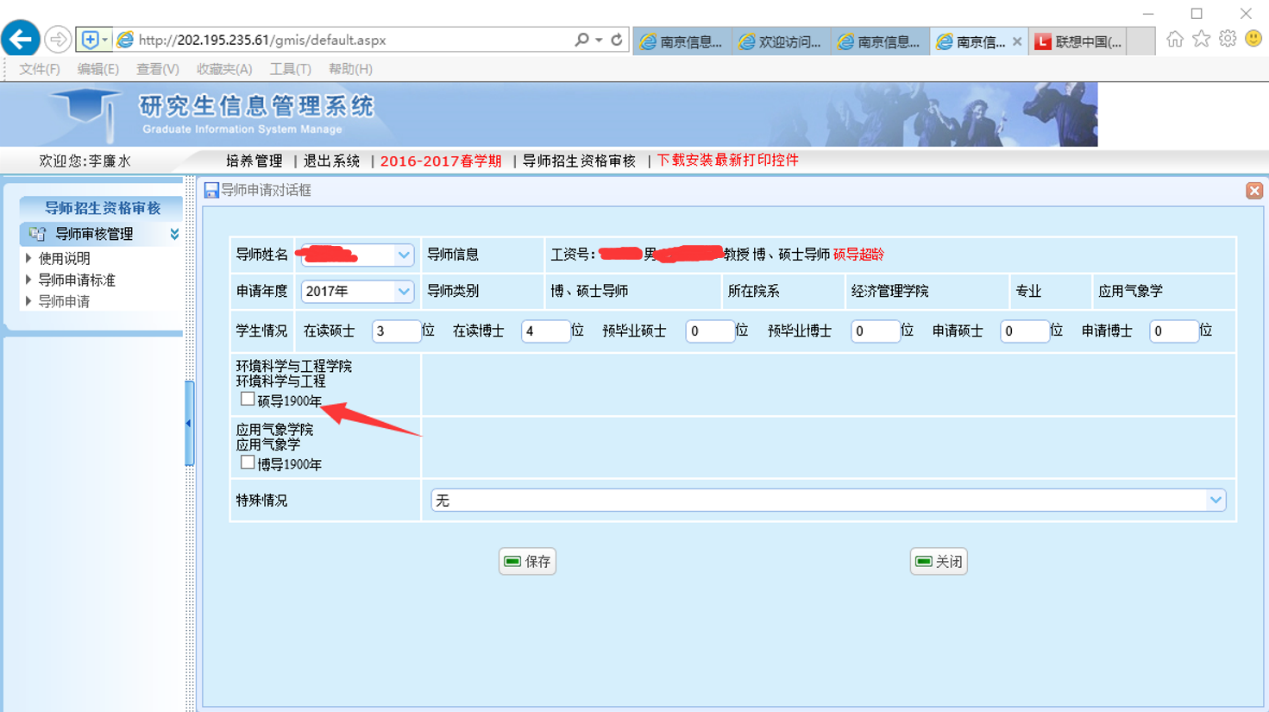 http://202.195.235.61/gmis/default.aspx
南京信息...
欢迎访问...
南京信息...
南京信...
联想中国(...
文件(F) 编辑(E) 查看(V) 收藏夹(A) 工具(T) 帮助(H)
研究生信息管理系统
Graduate Information System Manage
欢迎您:李廉水
培养管理 | 退出系统 | 2016-2017春学期 | 导师招生资格审核 | 下载安装最新打印控件
导师招生资格审核
导师审核管理
使用说明
导师申请标准
导师申请
导师申请对话框
导师姓名 导师信息 工资号: 男 教授 博、硕士导师 硕导超龄
申请年度 2017年 导师类别 博、硕士导师 所在院系 经济管理学院 专业 应用气象学
学生情况 在读硕士 3 位 在读博士 4 位 预毕业硕士 0 位 预毕业博士 0 位 申请硕士 0 位 申请博士 0 位
环境科学与工程学院
环境科学与工程
硕导1900年
应用气象学院
应用气象学
博导1900年
特殊情况 无
保存 关闭